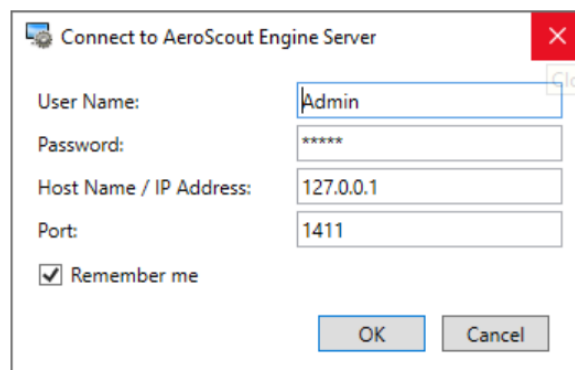 Connect to AeroScout Engine Server
User Name: Admin
Password: *****
Host Name / IP Address: 127.0.0.1
Port: 1411
Remember me
OK Cancel